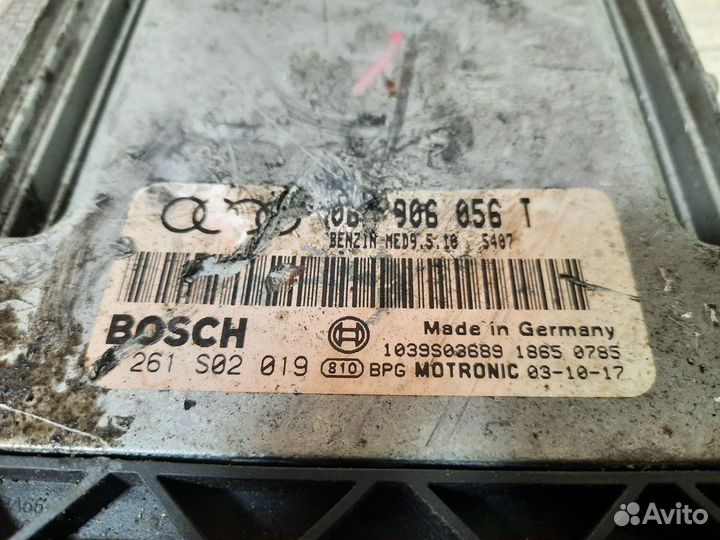 906 056 T
BENZIN MED9.5.10 5407
BOSCH
Made in Germany
261 S02 019
1039S03689 1865 0785
810 BPG MOTRONIC 03-10-17
Avito